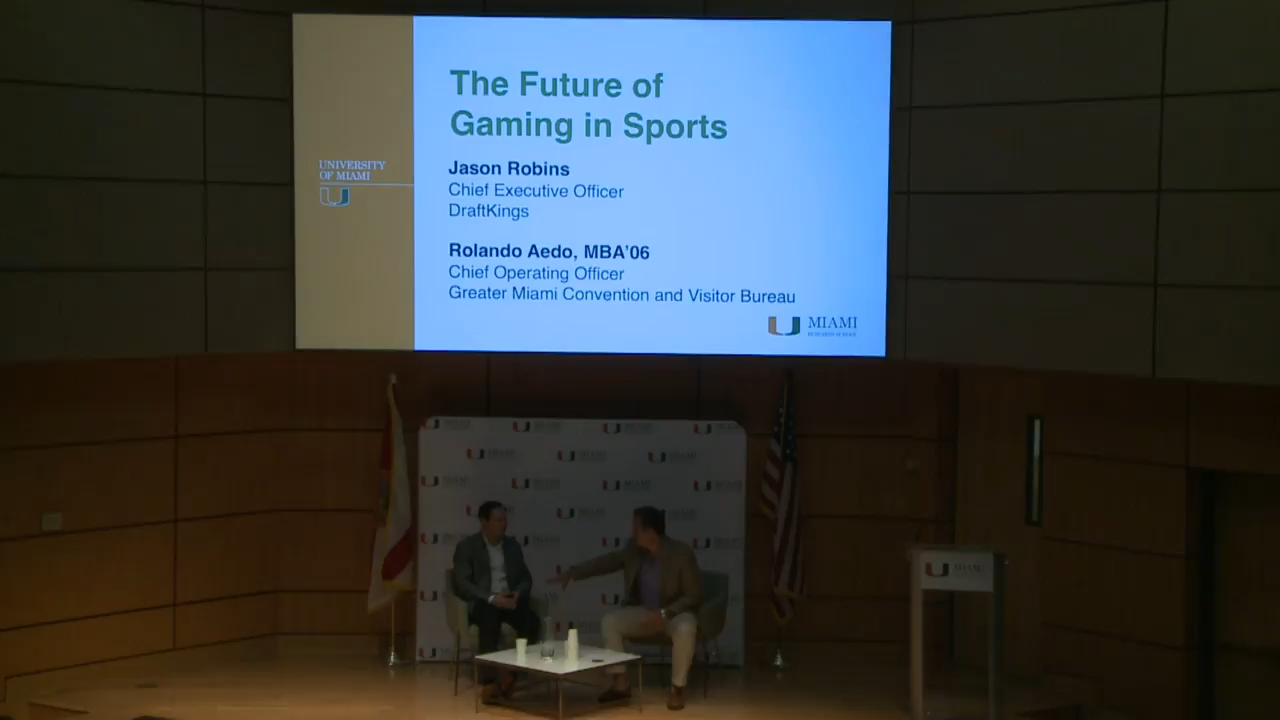 The Future of
Gaming in Sports
UNIVERSITY
OF MIAMI
Jason Robins
Chief Executive Officer
DraftKings
Rolando Aedo, MBA'06
Chief Operating Officer
Greater Miami Convention and Visitor Bureau
MIAMI
MIAMI